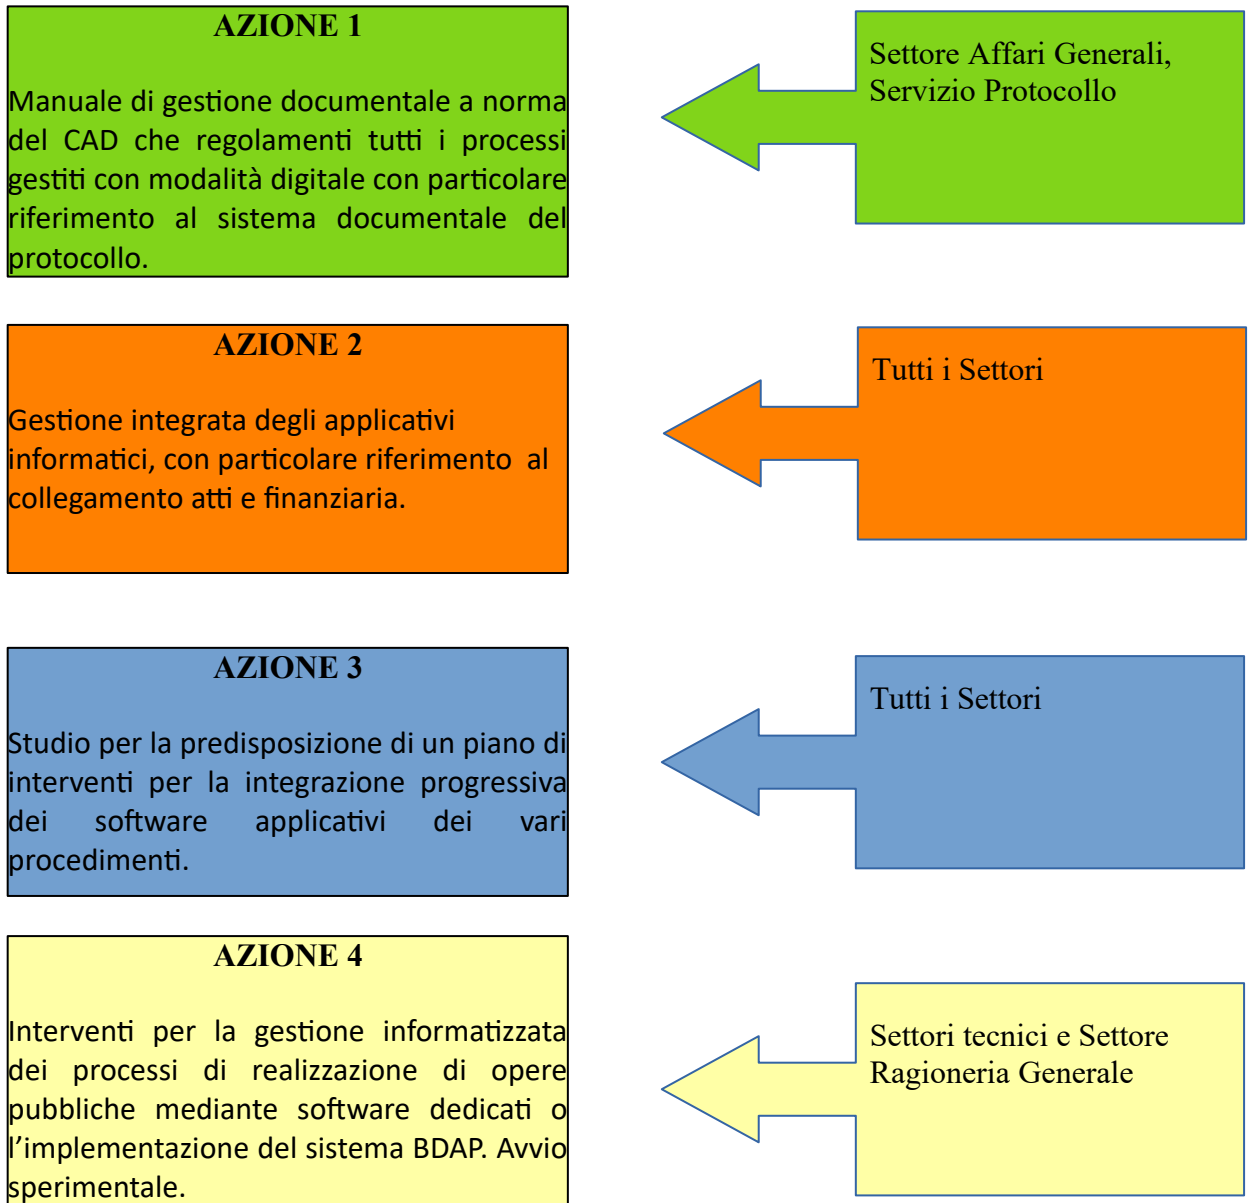 AZIONE 1
Manuale di gestione documentale a norma
del CAD che regolamenti tutti i processi
gestiti con modalità digitale con particolare
riferimento al sistema documentale del
protocollo.
Settore Affari Generali,
Servizio Protocollo
AZIONE 2
Gestione integrata degli applicativi
informatici, con particolare riferimento al
collegamento atti e finanziaria.
Tutti i Settori
AZIONE 3
Studio per la predisposizione di un piano di
interventi per la integrazione progressiva
dei software applicativi dei vari
procedimenti.
Tutti i Settori
AZIONE 4
Interventi per la gestione informatizzata
dei processi di realizzazione di opere
pubbliche mediante software dedicati o
l’implementazione del sistema BDAP. Avvio
sperimentale.
Settori tecnici e Settore
Ragioneria Generale